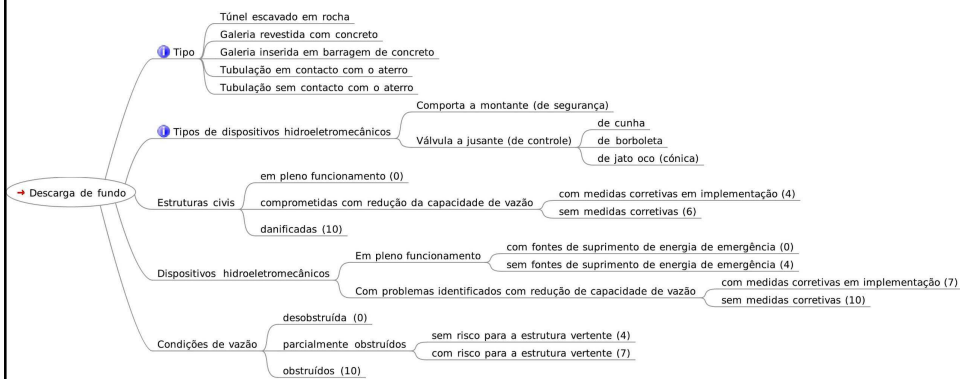 Túnel escavado em rocha
Galeria revestida com concreto
Tipo
Galeria inserida em barragem de concreto
Tubulação em contacto com o aterro
Tubulação sem contacto com o aterro
Comporta a montante (de segurança)
Tipos de dispositivos hidroeletromecânicos
de cunha
Válvula a jusante (de controle)
de borboleta
de jato oco (cónica)
Descarga de fundo
em pleno funcionamento (0)
Estruturas civis
comprometidas com redução da capacidade de vazão
com medidas corretivas em implementação (4)
sem medidas corretivas (6)
danificadas (10)
Dispositivos hidroeletromecânicos
Em pleno funcionamento
com fontes de suprimento de energia de emergência (0)
sem fontes de suprimento de energia de emergência (4)
Com problemas identificados com redução de capacidade de vazão
com medidas corretivas em implementação (7)
sem medidas corretivas (10)
Condições de vazão
desobstruída (0)
parcialmente obstruídos
sem risco para a estrutura vertente (4)
com risco para a estrutura vertente (7)
obstruídos (10)